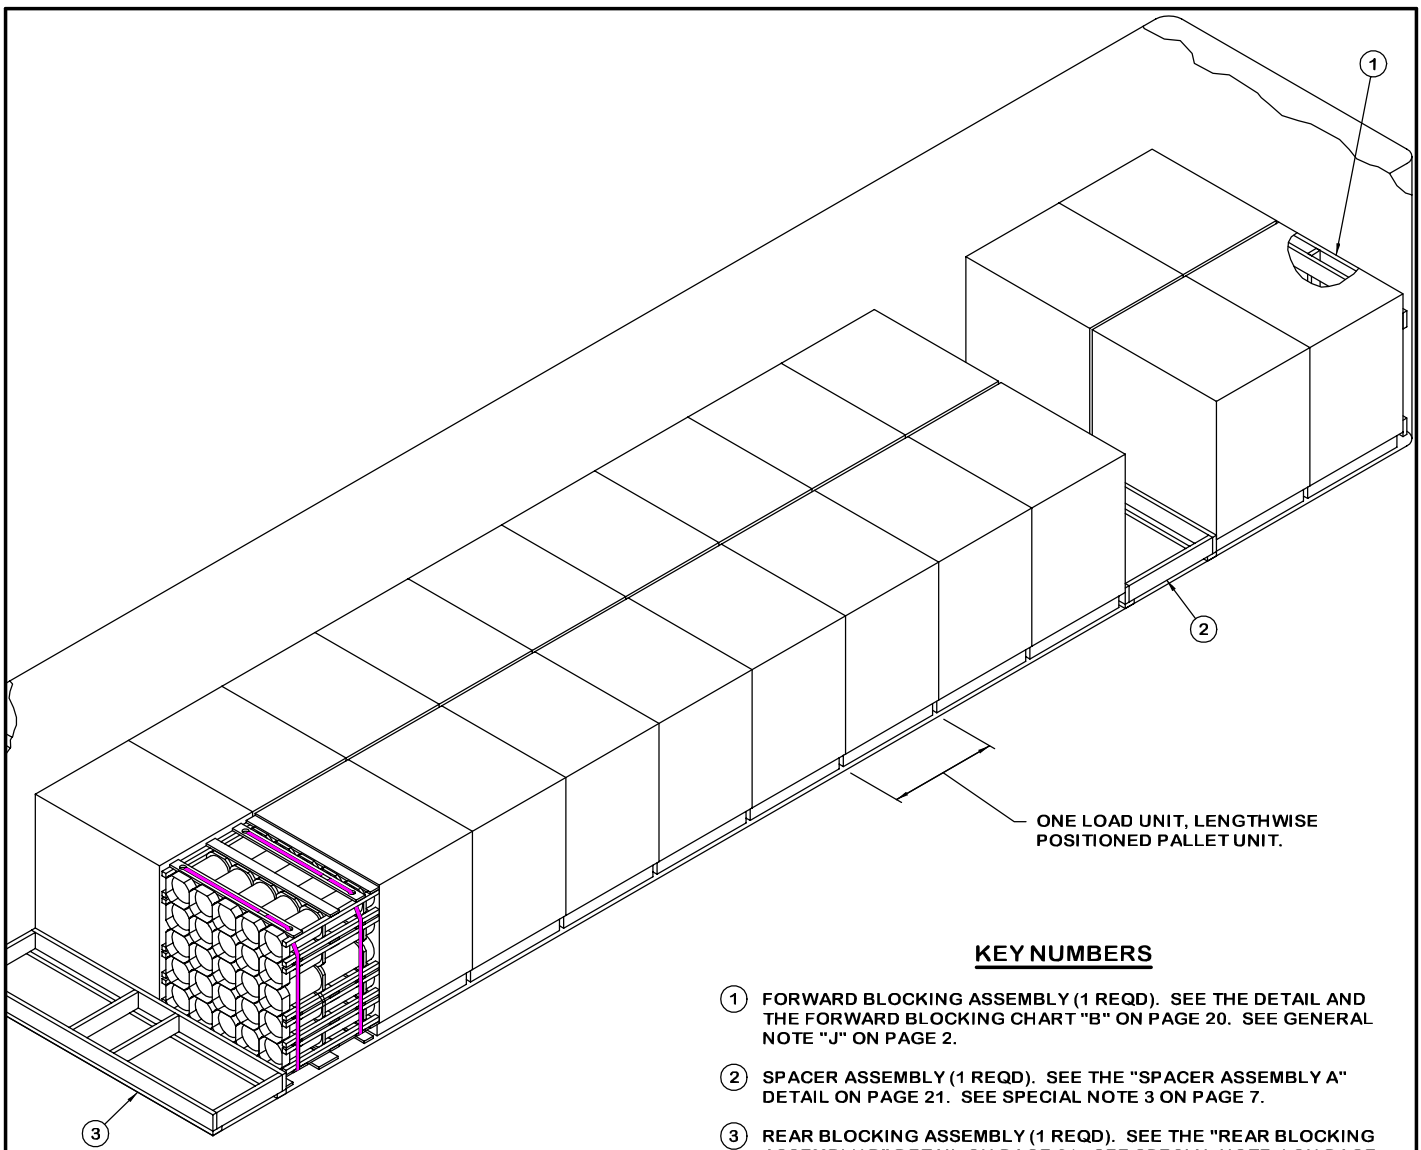 1
2
ONE LOAD UNIT, LENGTHWISE
POSITIONED PALLET UNIT.
3
KEY NUMBERS
1 FORWARD BLOCKING ASSEMBLY (1 REQD). SEE THE DETAIL AND
THE FORWARD BLOCKING CHART "B" ON PAGE 20. SEE GENERAL
NOTE "J" ON PAGE 2.
2 SPACER ASSEMBLY (1 REQD). SEE THE "SPACER ASSEMBLY A"
DETAIL ON PAGE 21. SEE SPECIAL NOTE 3 ON PAGE 7.
3 REAR BLOCKING ASSEMBLY (1 REQD). SEE THE "REAR BLOCKING